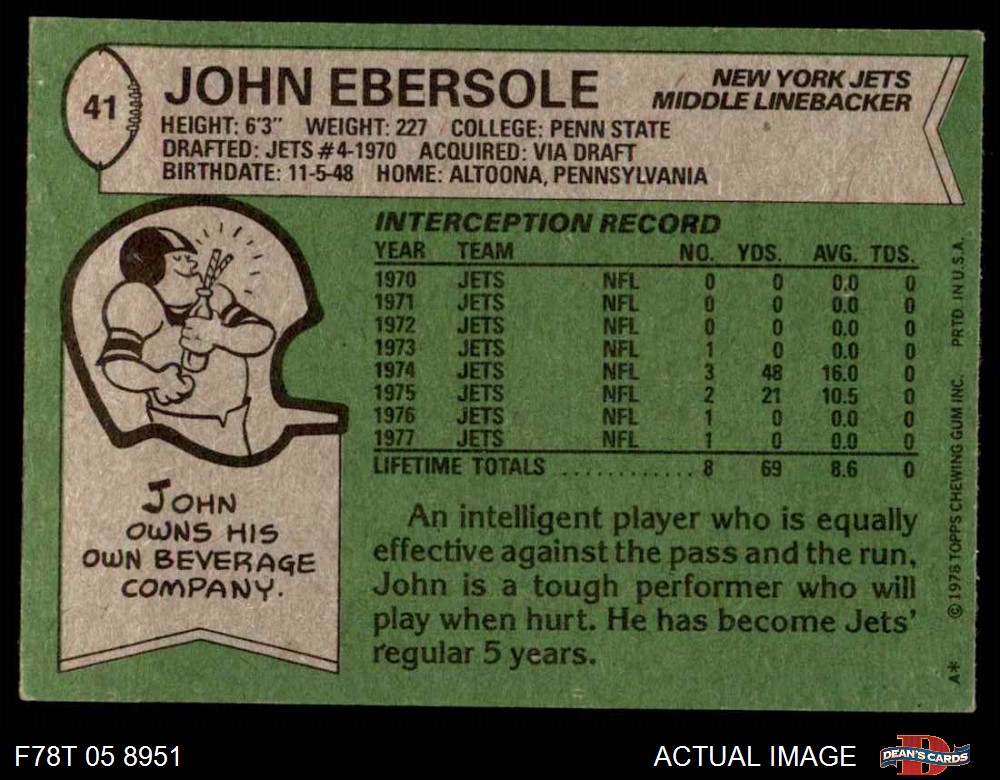 41
JOHN EBERSOLE
NEW YORK JETS
MIDDLE LINEBACKER
HEIGHT: 6'3" WEIGHT: 227 COLLEGE: PENN STATE
DRAFTED: JETS #4-1970 ACQUIRED: VIA DRAFT
BIRTHDATE: 11-5-48 HOME: ALTOONA, PENNSYLVANIA
INTERCEPTION RECORD
YEAR TEAM NO. YDS. AVG. TDS.
1970 JETS NFL 0 0 0.0 0
1971 JETS NFL 0 0 0.0 0
1972 JETS NFL 0 0 0.0 0
1973 JETS NFL 1 0 0.0 0
1974 JETS NFL 3 48 16.0 0
1975 JETS NFL 2 21 10.5 0
1976 JETS NFL 1 0 0.0 0
1977 JETS NFL 1 0 0.0 0
LIFETIME TOTALS ............ 8 69 8.6 0
JOHN
OWNS HIS
OWN BEVERAGE
COMPANY.
An intelligent player who is equally
effective against the pass and the run,
John is a tough performer who will
play when hurt. He has become Jets'
regular 5 years.
A* © 1978 TOPPS CHEWING GUM INC. PRTD. IN U.S.A.
F78T 05 8951
ACTUAL IMAGE
D
DEAN'S CARDS